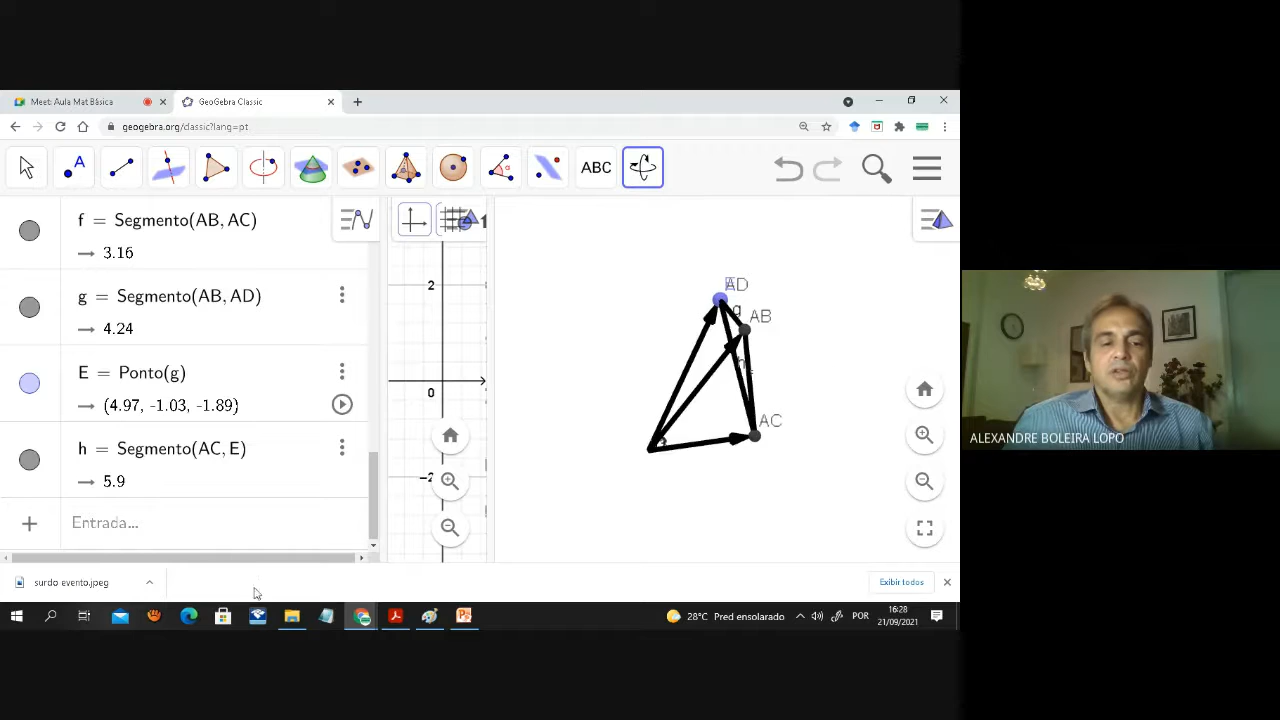 Meet: Aula Mat Básica
GeoGebra Classic
geogebra.org/classic?lang=pt
A
ABC
f = Segmento(AB, AC)
→ 3.16
g = Segmento(AB, AD)
→ 4.24
E = Ponto(g)
→ (4.97, -1.03, -1.89)
h = Segmento(AC, E)
→ 5.9
Entrada...
2
0
-2
AD
g
AB
h
AC
ALEXANDRE BOLEIRA LOPO
surdo evento.jpeg
Exibir todos
28°C Pred ensolarado
POR
16:28
21/09/2021